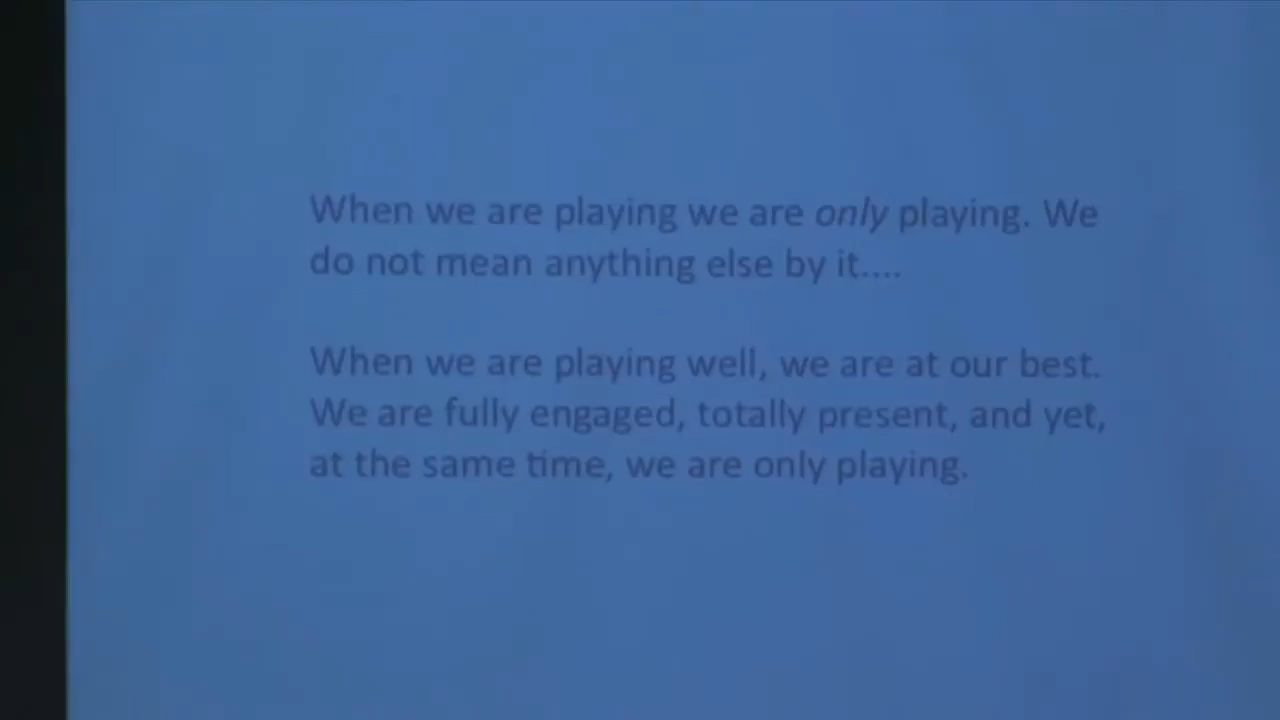 When we are playing we are only playing. We
do not mean anything else by it....
When we are playing well, we are at our best.
We are fully engaged, totally present, and yet,
at the same time, we are only playing.